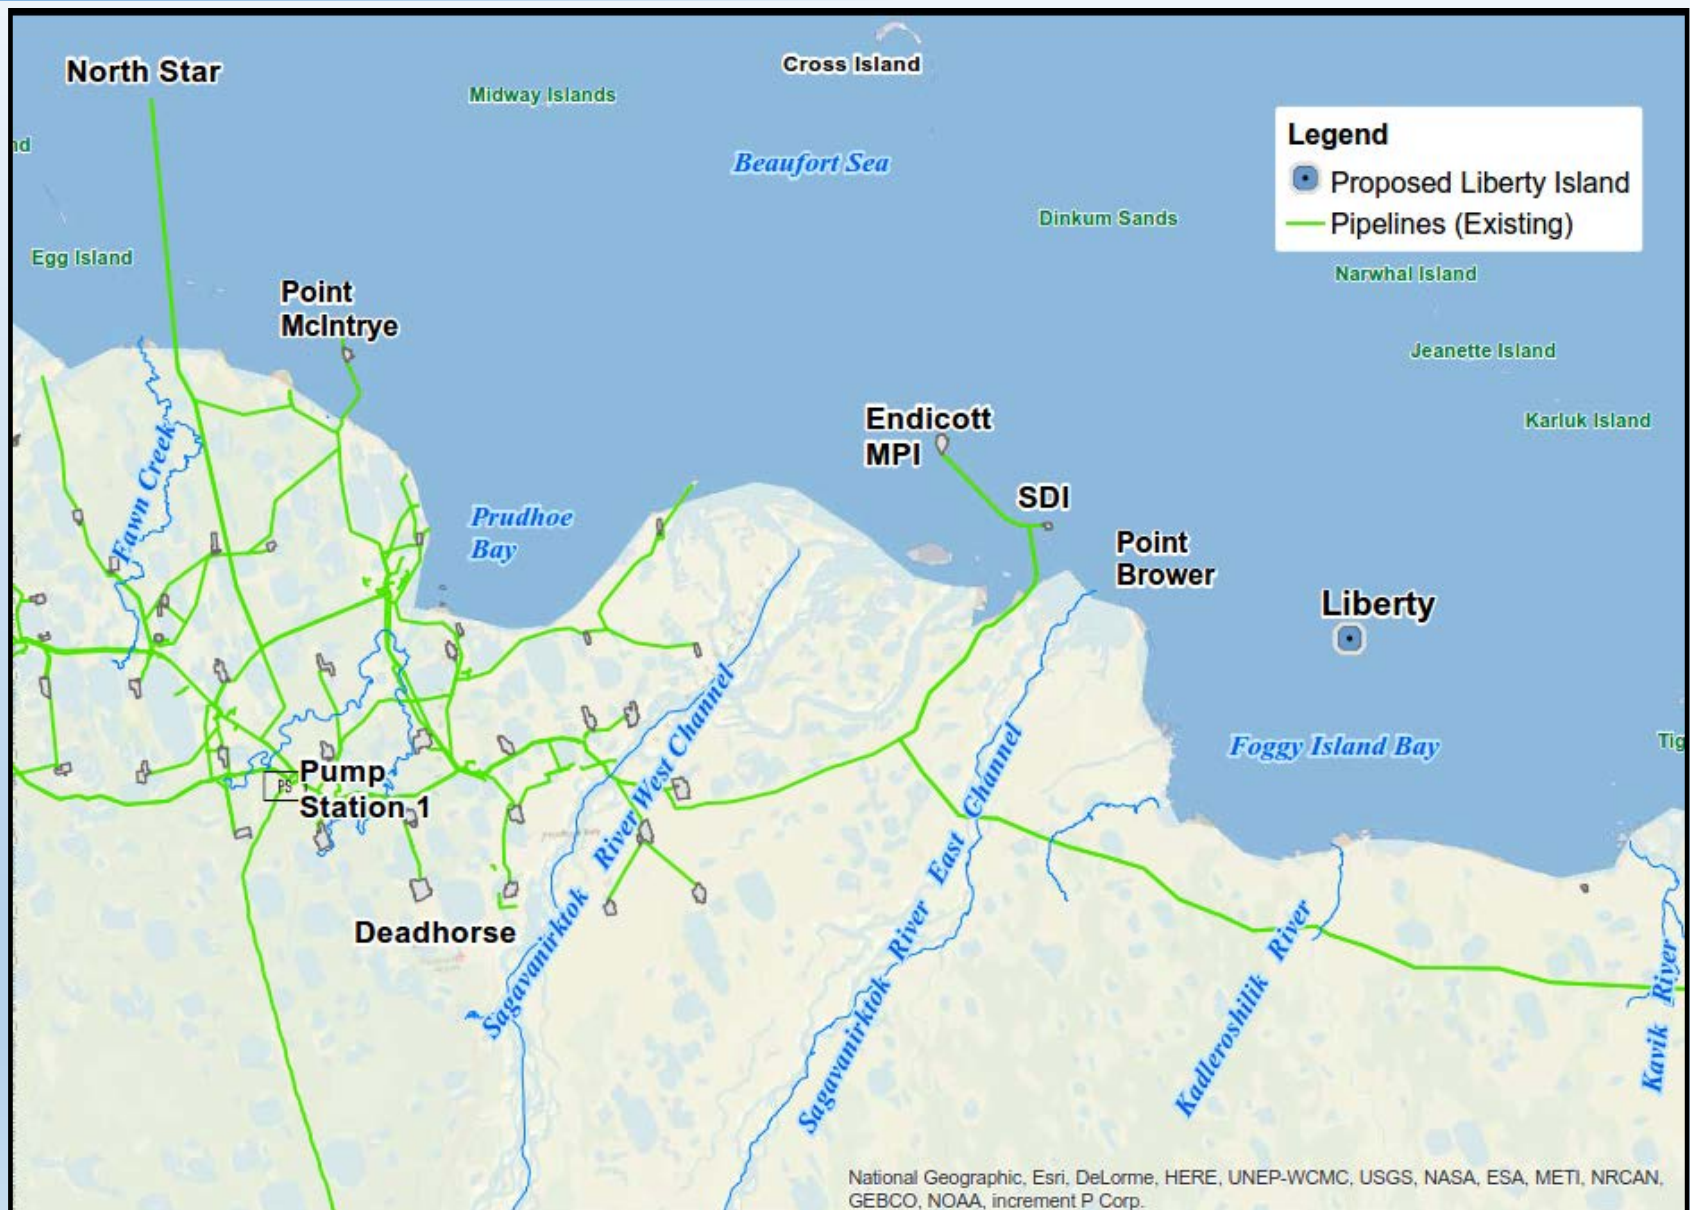 North Star
Cross Island
Midway Islands
Beaufort Sea
Legend
Proposed Liberty Island
Pipelines (Existing)
nd
Dinkum Sands
Egg Island
Narwhal Island
Point
McIntrye
Jeanette Island
Karluk Island
Endicott
MPI
SDI
Fawn Creek
Prudhoe
Bay
Point
Brower
Liberty
Foggy Island Bay
Tig
Pump
Station 1
PS
Deadhorse
Sagavanirktok River West Channel
Sagavanirktok River East Channel
Kadleroshilik River
Kavik River
National Geographic, Esri, DeLorme, HERE, UNEP-WCMC, USGS, NASA, ESA, METI, NRCAN,
GEBCO, NOAA, increment P Corp.